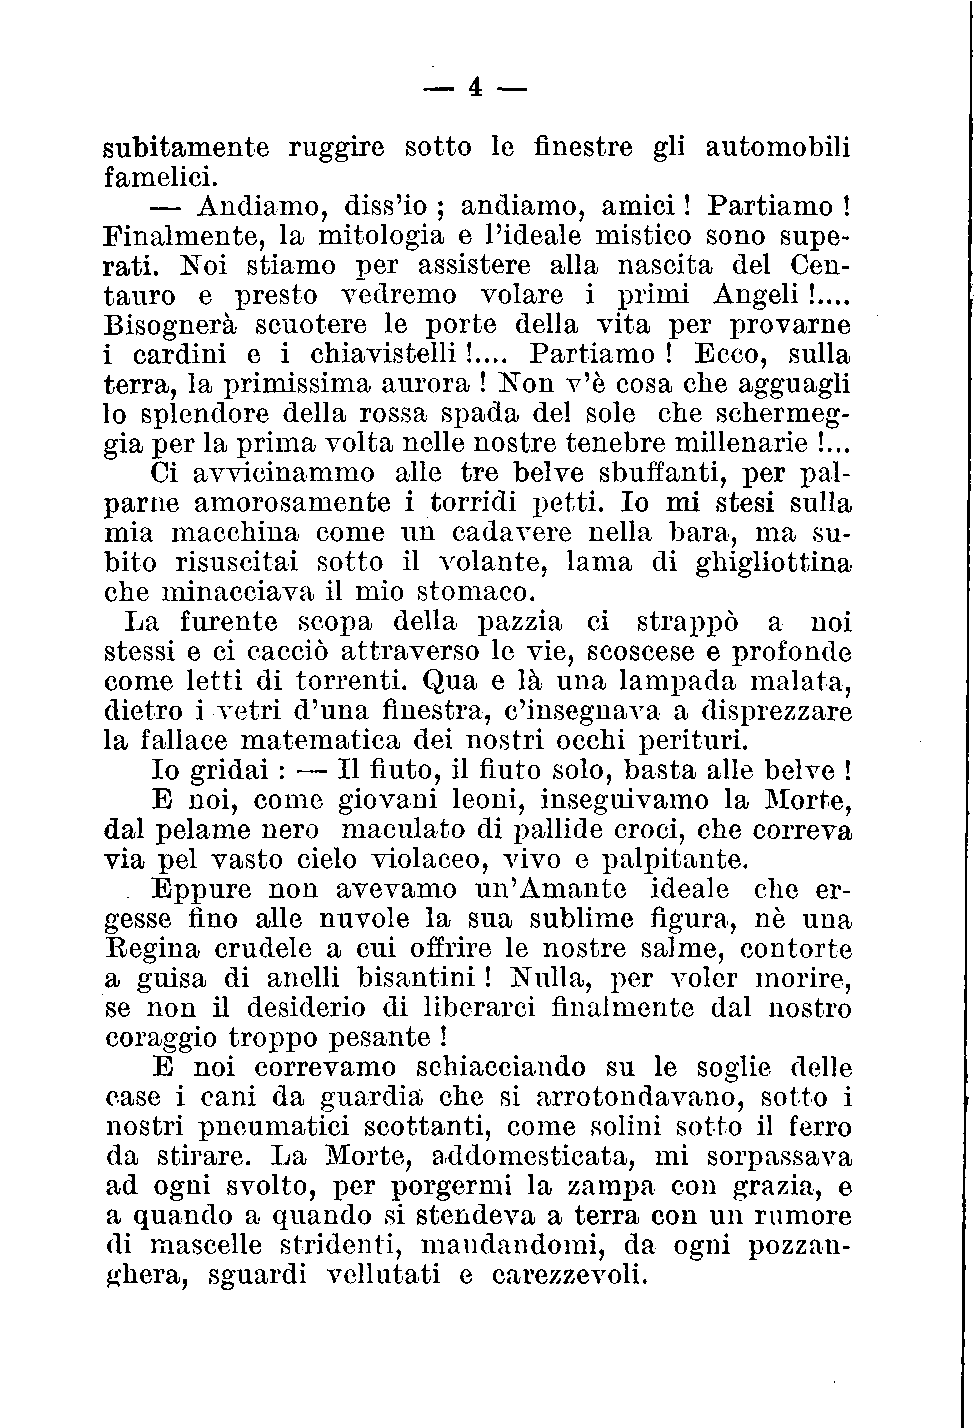 — 4 —
subitamente ruggire sotto le finestre gli automobili
famelici.
— Andiamo, diss'io ; andiamo, amici ! Partiamo !
Finalmente, la mitologia e l'ideale mistico sono supe-
rati. Noi stiamo per assistere alla nascita del Cen-
tauro e presto vedremo volare i primi Angeli !....
Bisognerà scuotere le porte della vita per provarne
i cardini e i chiavistelli !.... Partiamo ! Ecco, sulla
terra, la primissima aurora ! Non v'è cosa che agguagli
lo splendore della rossa spada del sole che schermeg-
gia per la prima volta nelle nostre tenebre millenarie !...
Ci avvicinammo alle tre belve sbuffanti, per pal-
parne amorosamente i torridi petti. Io mi stesi sulla
mia macchina come un cadavere nella bara, ma su-
bito risuscitai sotto il volante, lama di ghigliottina
che minacciava il mio stomaco.
La furente scopa della pazzia ci strappò a noi
stessi e ci cacciò attraverso le vie, scoscese e profonde
come letti di torrenti. Qua e là una lampada malata,
dietro i vetri d'una finestra, c'insegnava a disprezzare
la fallace matematica dei nostri occhi perituri.
Io gridai : — Il fiuto, il fiuto solo, basta alle belve !
E noi, come giovani leoni, inseguivamo la Morte,
dal pelame nero maculato di pallide croci, che correva
via pel vasto cielo violaceo, vivo e palpitante.
Eppure non avevamo un'Amante ideale che er-
gesse fino alle nuvole la sua sublime figura, nè una
Regina crudele a cui offrire le nostre salme, contorte
a guisa di anelli bisantini ! Nulla, per voler morire,
se non il desiderio di liberarci finalmente dal nostro
coraggio troppo pesante !
E noi correvamo schiacciando su le soglie delle
case i cani da guardia che si arrotondavano, sotto i
nostri pneumatici scottanti, come solini sotto il ferro
da stirare. La Morte, addomesticata, mi sorpassava
ad ogni svolto, per porgermi la zampa con grazia, e
a quando a quando si stendeva a terra con un rumore
di mascelle stridenti, mandandomi, da ogni pozzan-
ghera, sguardi vellutati e carezzevoli.